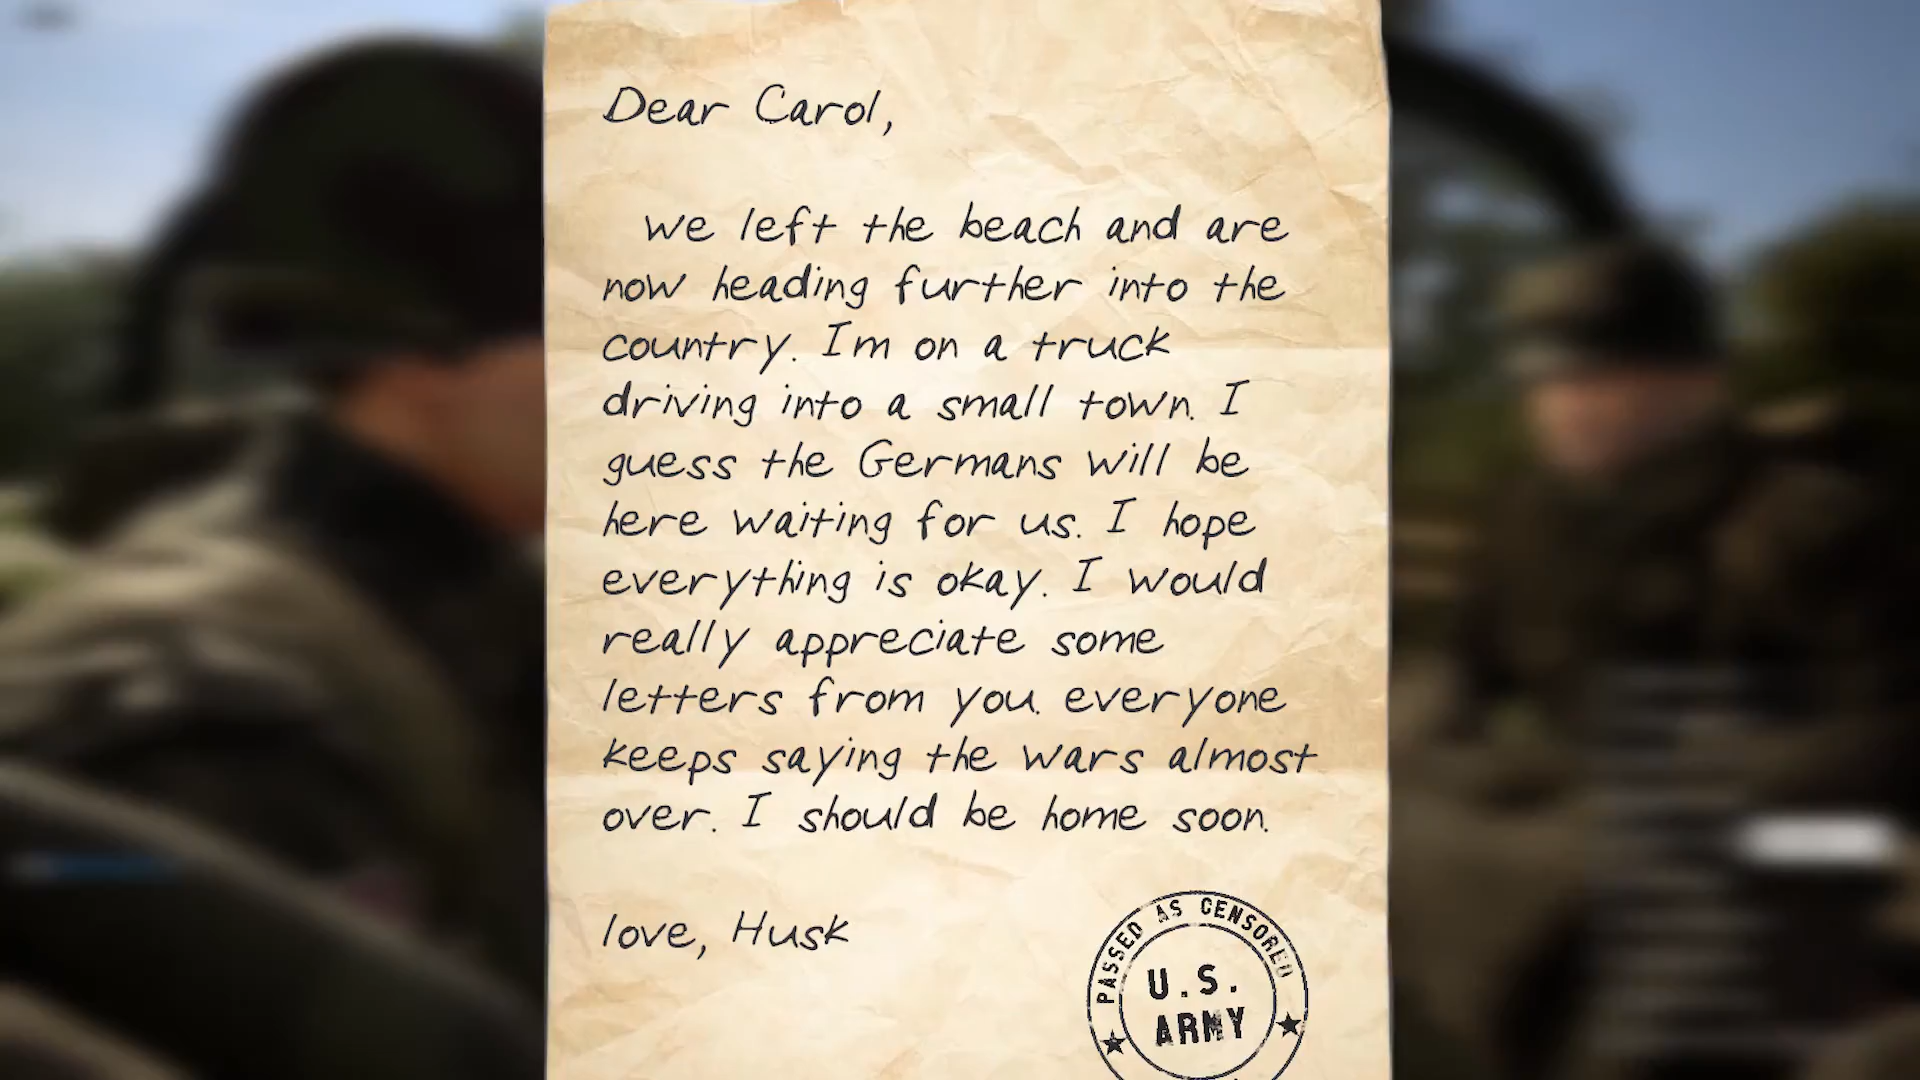 Dear Carol,
we left the beach and are
now heading further into the
country. Im on a truck
driving into a small town. I
guess the Germans will be
here waiting for us. I hope
everything is okay. I would
really appreciate some
letters from you. everyone
keeps saying the wars almost
over. I should be home soon.
love, Husk
PASSED AS CENSORED
U.S.
ARMY